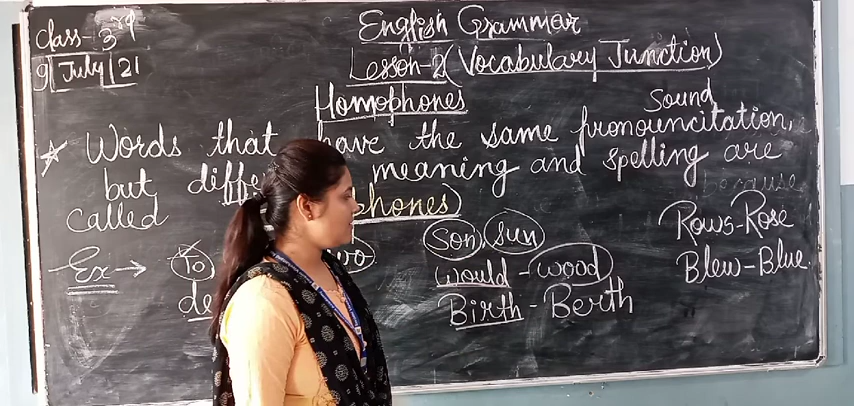 Class- 3rd
9 July 21
English Grammar
Lesson-2 (Vocabulary Junction)
Homophones
Sound
Words that have the same pronouncitation,
but meaning and spelling are
because
called phones)
Ex → To wo Son, Sun
would - wood
Birth - Berth
Rows-Rose
Blew-Blue